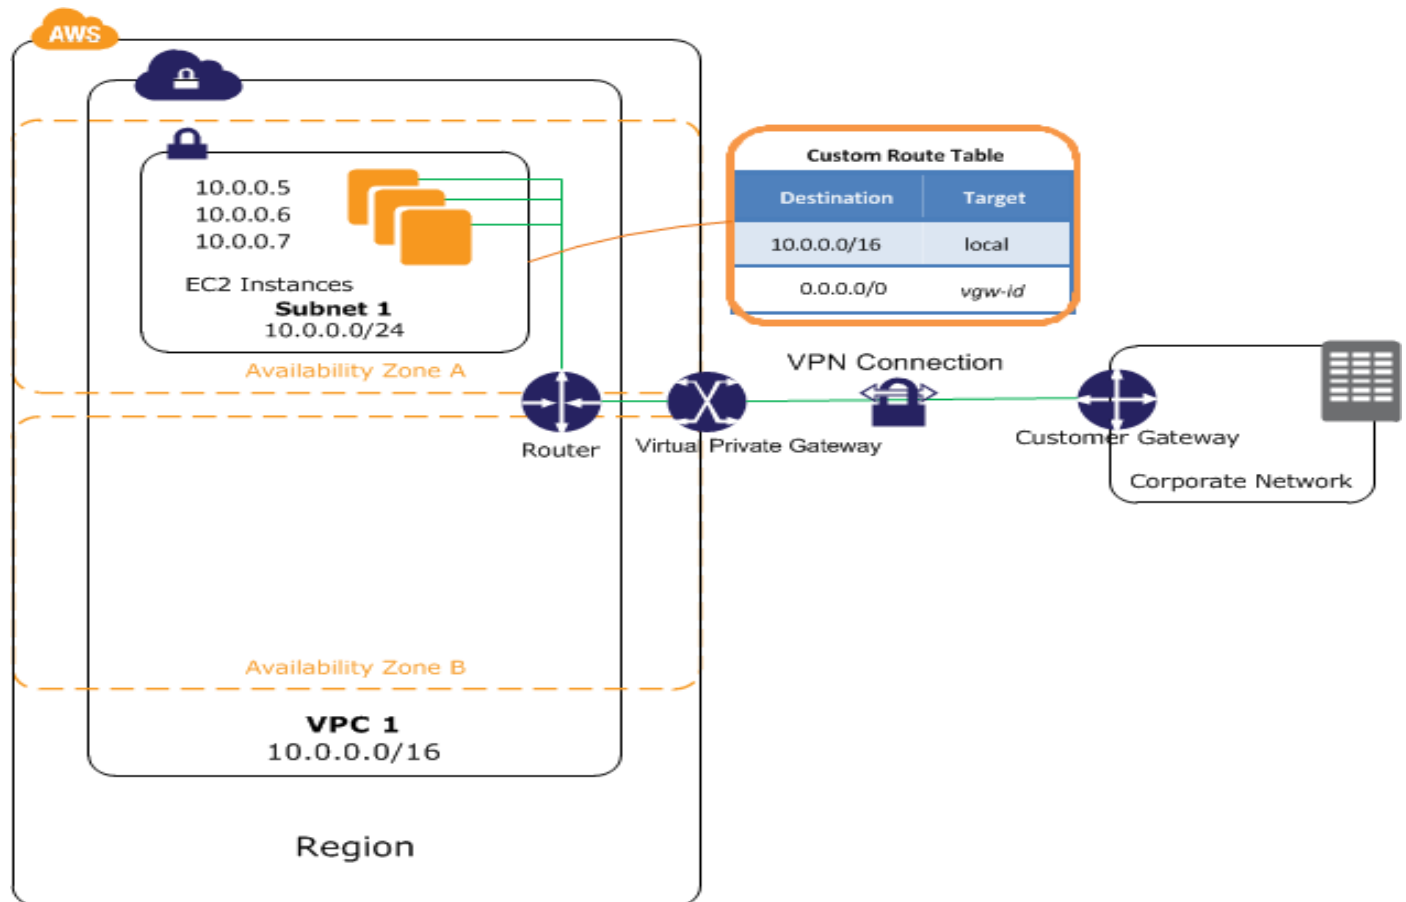 AWS
10.0.0.5
10.0.0.6
10.0.0.7
EC2 Instances
Subnet 1
10.0.0.0/24
Availability Zone A
Custom Route Table
Destination Target
10.0.0.0/16 local
0.0.0.0/0 vgw-id
VPN Connection
Router
Virtual Private Gateway
Customer Gateway
Corporate Network
Availability Zone B
VPC 1
10.0.0.0/16
Region